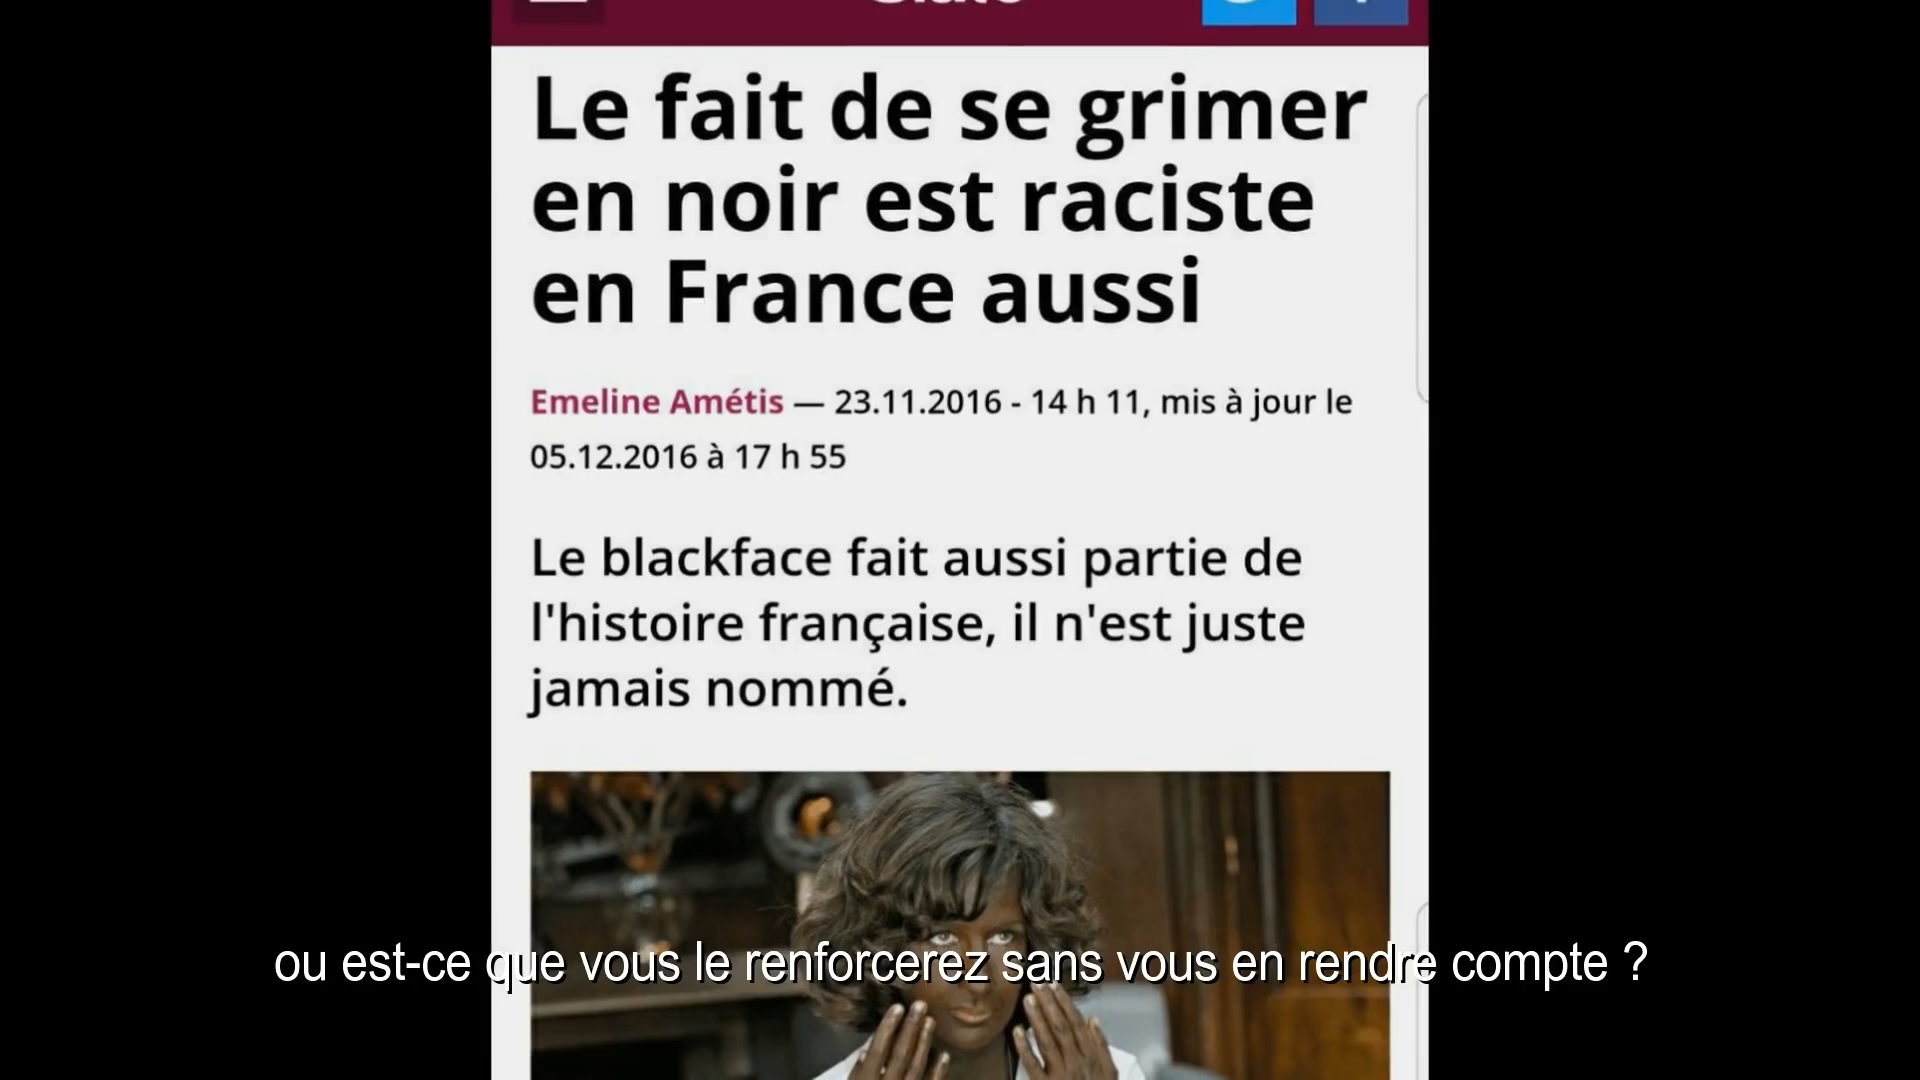 Le fait de se grimer
en noir est raciste
en France aussi
Emeline Amétis — 23.11.2016 - 14 h 11, mis à jour le
05.12.2016 à 17 h 55
Le blackface fait aussi partie de
l'histoire française, il n'est juste
jamais nommé.
ou est-ce que vous le renforcerez sans vous en rendre compte ?